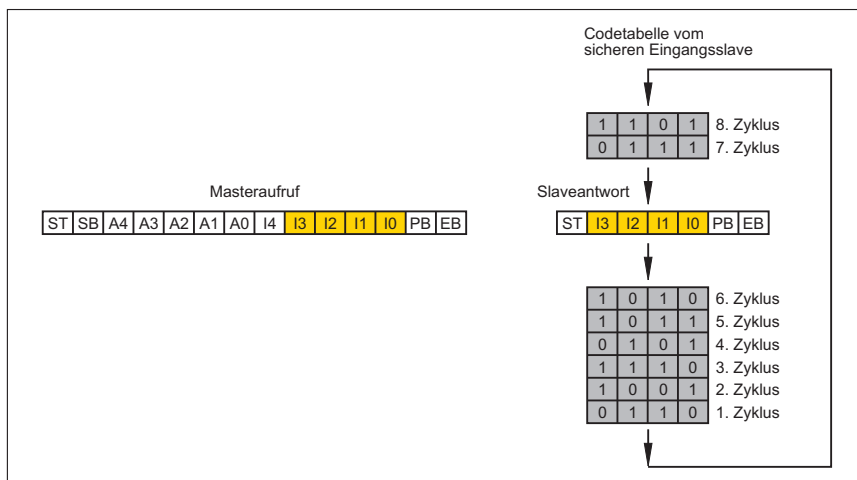 Codetabelle vom
sicheren Eingangsslave
1 1 0 1 8. Zyklus
0 1 1 1 7. Zyklus
Masteraufruf
Slaveantwort
ST SB A4 A3 A2 A1 A0 I4 I3 I2 I1 I0 PB EB
ST I3 I2 I1 I0 PB EB
1 0 1 0 6. Zyklus
1 0 1 1 5. Zyklus
0 1 0 1 4. Zyklus
1 1 1 0 3. Zyklus
1 0 0 1 2. Zyklus
0 1 1 0 1. Zyklus